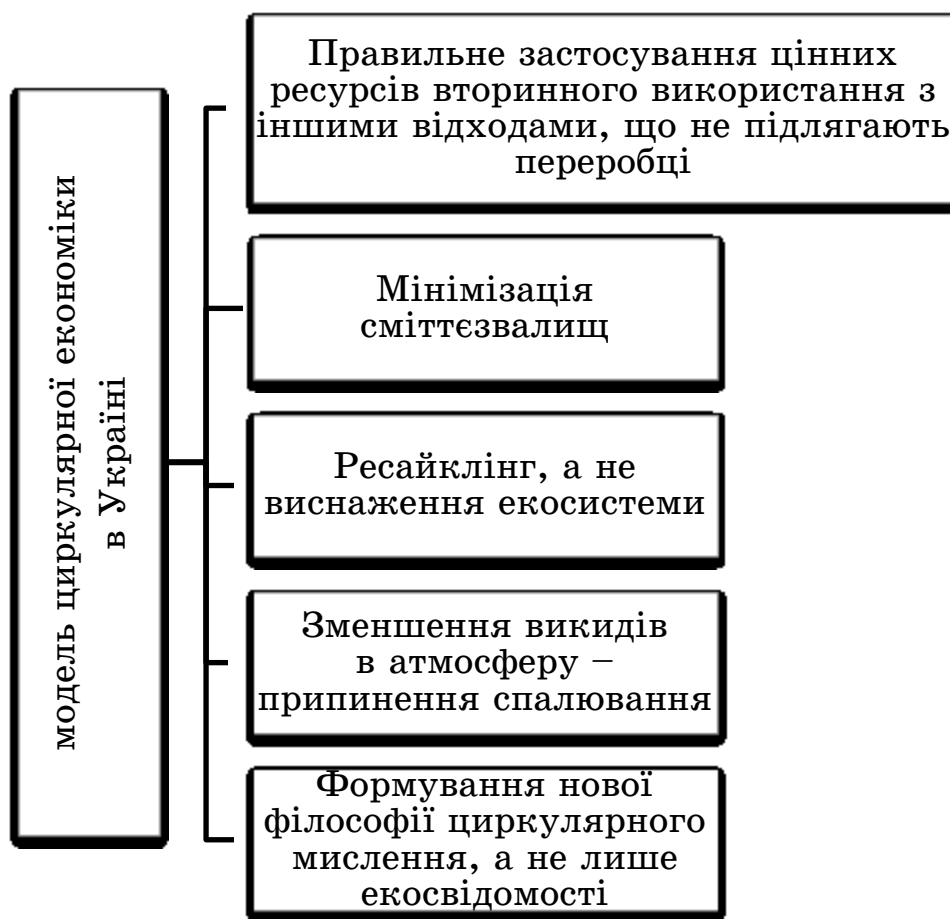 модель циркулярної економіки
в Україні
Правильне застосування цінних
ресурсів вторинного використання з
іншими відходами, що не підлягають
переробці
Мінімізація
сміттєзвалищ
Ресайклінг, а не
виснаження екосистеми
Зменшення викидів
в атмосферу –
припинення спалювання
Формування нової
філософії циркулярного
мислення, а не лише
екосвідомості